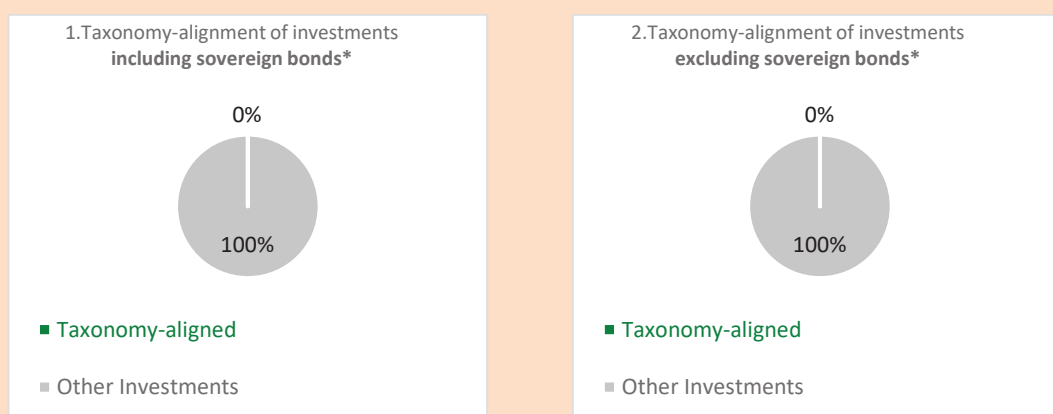 1.Taxonomy-alignment of investments
including sovereign bonds*
0%
100%
Taxonomy-aligned
Other Investments
2.Taxonomy-alignment of investments
excluding sovereign bonds*
0%
100%
Taxonomy-aligned
Other Investments